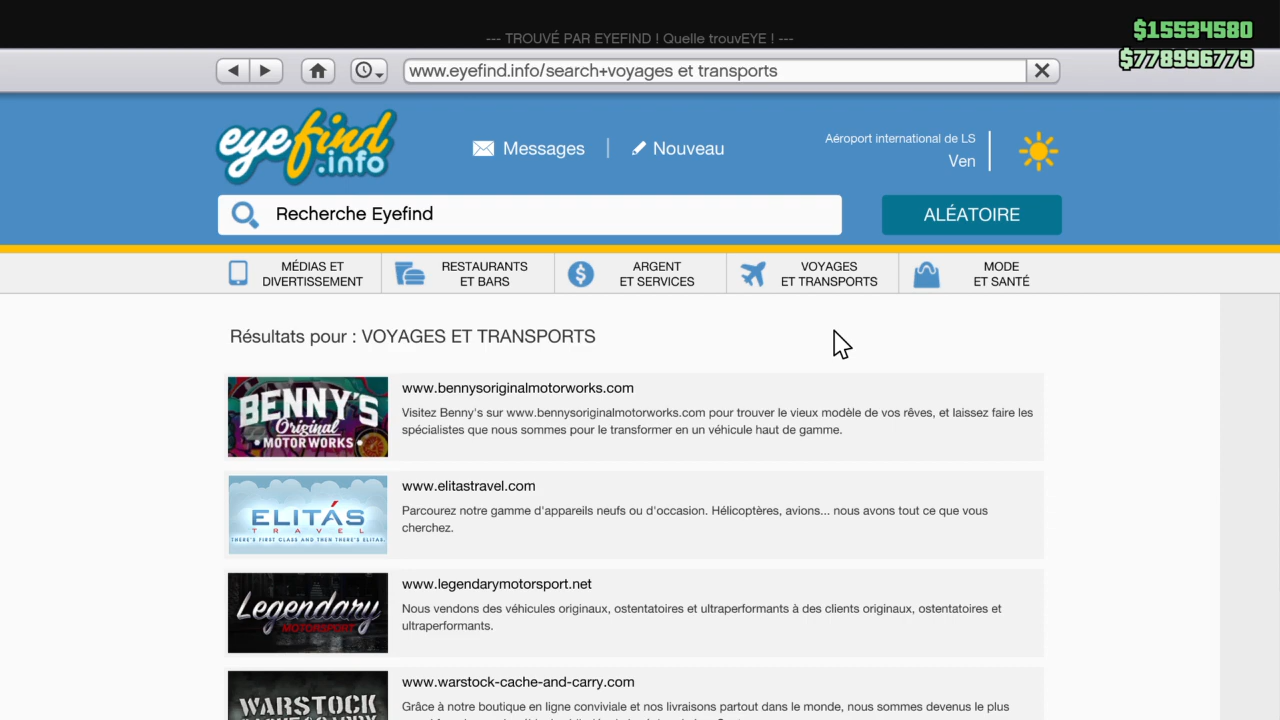 --- TROUVÉ PAR EYEFIND ! Quelle trouvEYE ! ---
$15534580
$778996779
www.eyefind.info/search+voyages et transports
eyefind
.info
Messages
Nouveau
Aéroport international de LS
Ven
Recherche Eyefind
ALÉATOIRE
MÉDIAS ET
DIVERTISSEMENT
RESTAURANTS
ET BARS
ARGENT
ET SERVICES
VOYAGES
ET TRANSPORTS
MODE
ET SANTÉ
Résultats pour : VOYAGES ET TRANSPORTS
BENNY'S
Original
MOTOR WORKS
www.bennysoriginalmotorworks.com
Visitez Benny's sur www.bennysoriginalmotorworks.com pour trouver le vieux modèle de vos rêves, et laissez faire les
spécialistes que nous sommes pour le transformer en un véhicule haut de gamme.
ELITÁS
TRAVEL
THERE'S FIRST CLASS AND THEN THERE'S ELITAS.
www.elitastravel.com
Parcourez notre gamme d'appareils neufs ou d'occasion. Hélicoptères, avions... nous avons tout ce que vous
cherchez.
Legendary
MOTORSPORT
www.legendarymotorsport.net
Nous vendons des véhicules originaux, ostentatoires et ultraperformants à des clients originaux, ostentatoires et
ultraperformants.
WARSTOCK
www.warstock-cache-and-carry.com
Grâce à notre boutique en ligne conviviale et nos livraisons partout dans le monde, nous sommes devenus le plus